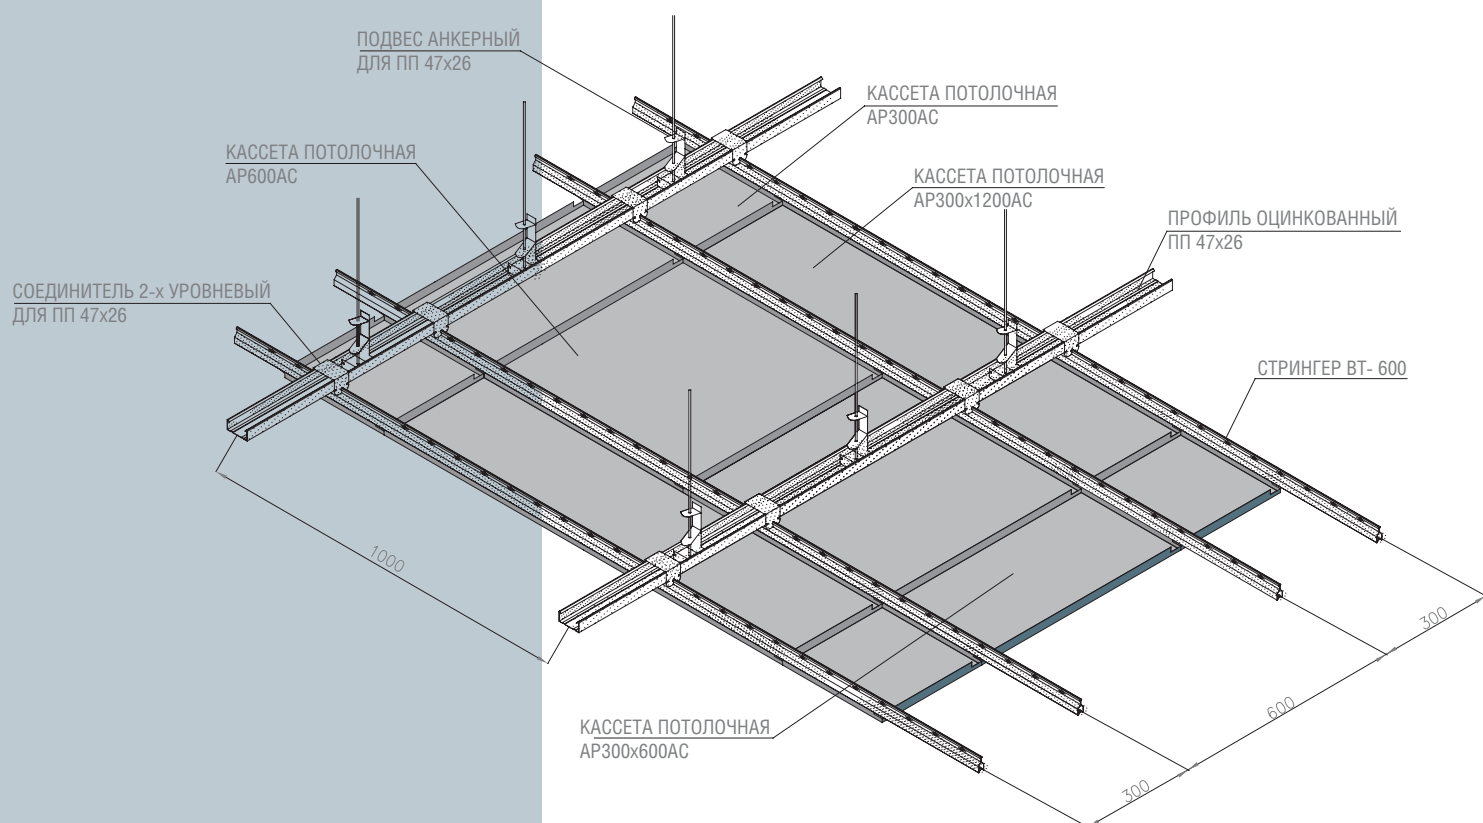 ПОДВЕС АНКЕРНЫЙ
ДЛЯ ПП 47х26
КАССЕТА ПОТОЛОЧНАЯ
АР300АС
КАССЕТА ПОТОЛОЧНАЯ
АР600АС
КАССЕТА ПОТОЛОЧНАЯ
АР300х1200АС
ПРОФИЛЬ ОЦИНКОВАННЫЙ
ПП 47х26
СОЕДИНИТЕЛЬ 2-х УРОВНЕВЫЙ
ДЛЯ ПП 47х26
СТРИНГЕР ВТ- 600
1000
300
600
300
КАССЕТА ПОТОЛОЧНАЯ
АР300х600АС